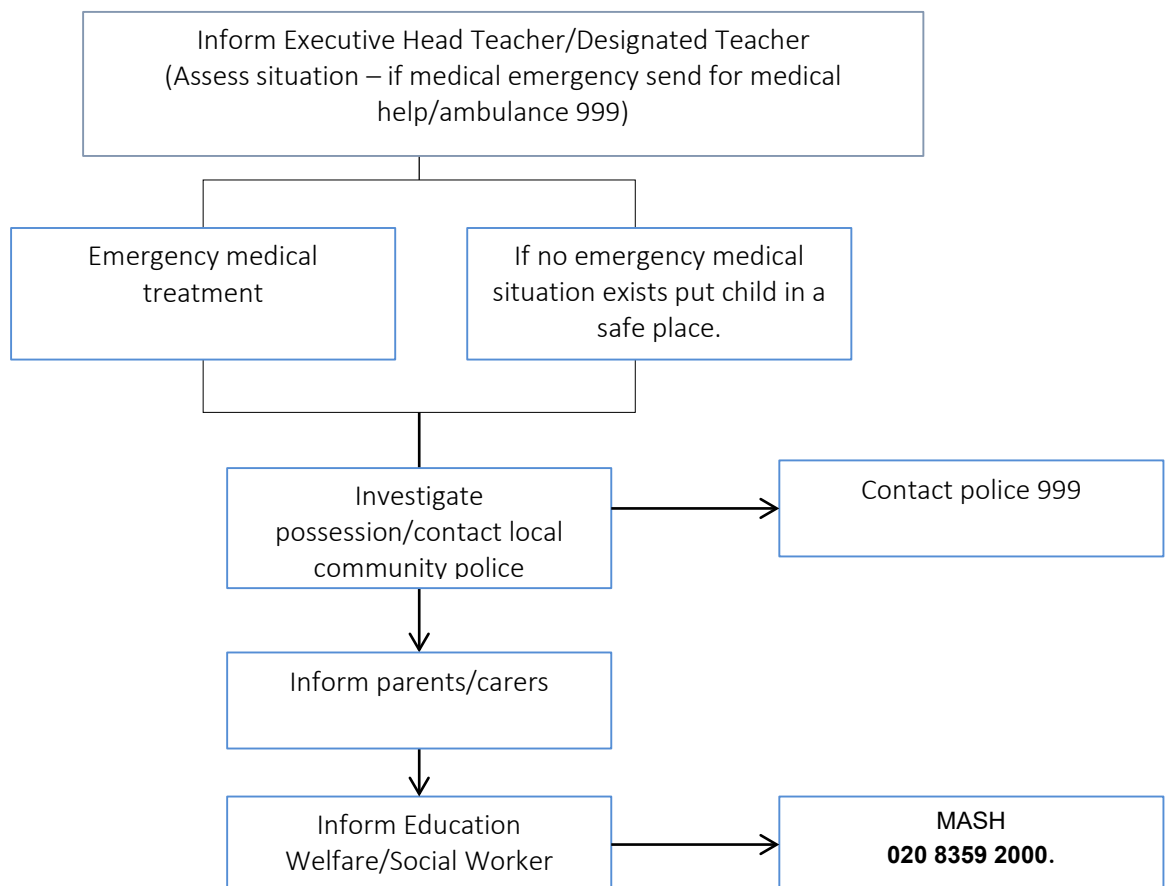 Inform Executive Head Teacher/Designated Teacher
(Assess situation – if medical emergency send for medical
help/ambulance 999)
Emergency medical
treatment
If no emergency medical
situation exists put child in a
safe place.
Investigate
possession/contact local
community police
Contact police 999
Inform parents/carers
Inform Education
Welfare/Social Worker
MASH
020 8359 2000.